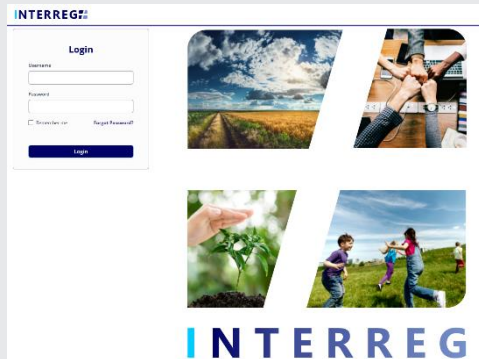 INTERREG
Login
Username
Password
Remember me
Forgot Password?
Login
INTERREG